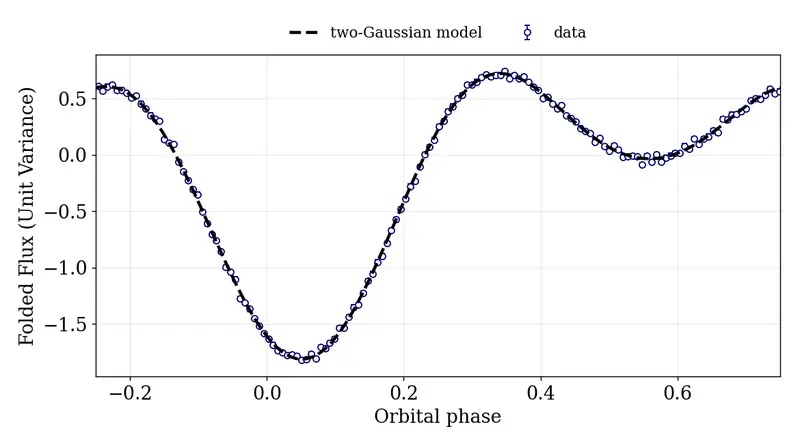 two-Gaussian model
data
Folded Flux (Unit Variance)
0.5
0.0
−0.5
−1.0
−1.5
−0.2
0.0
0.2
0.4
0.6
Orbital phase